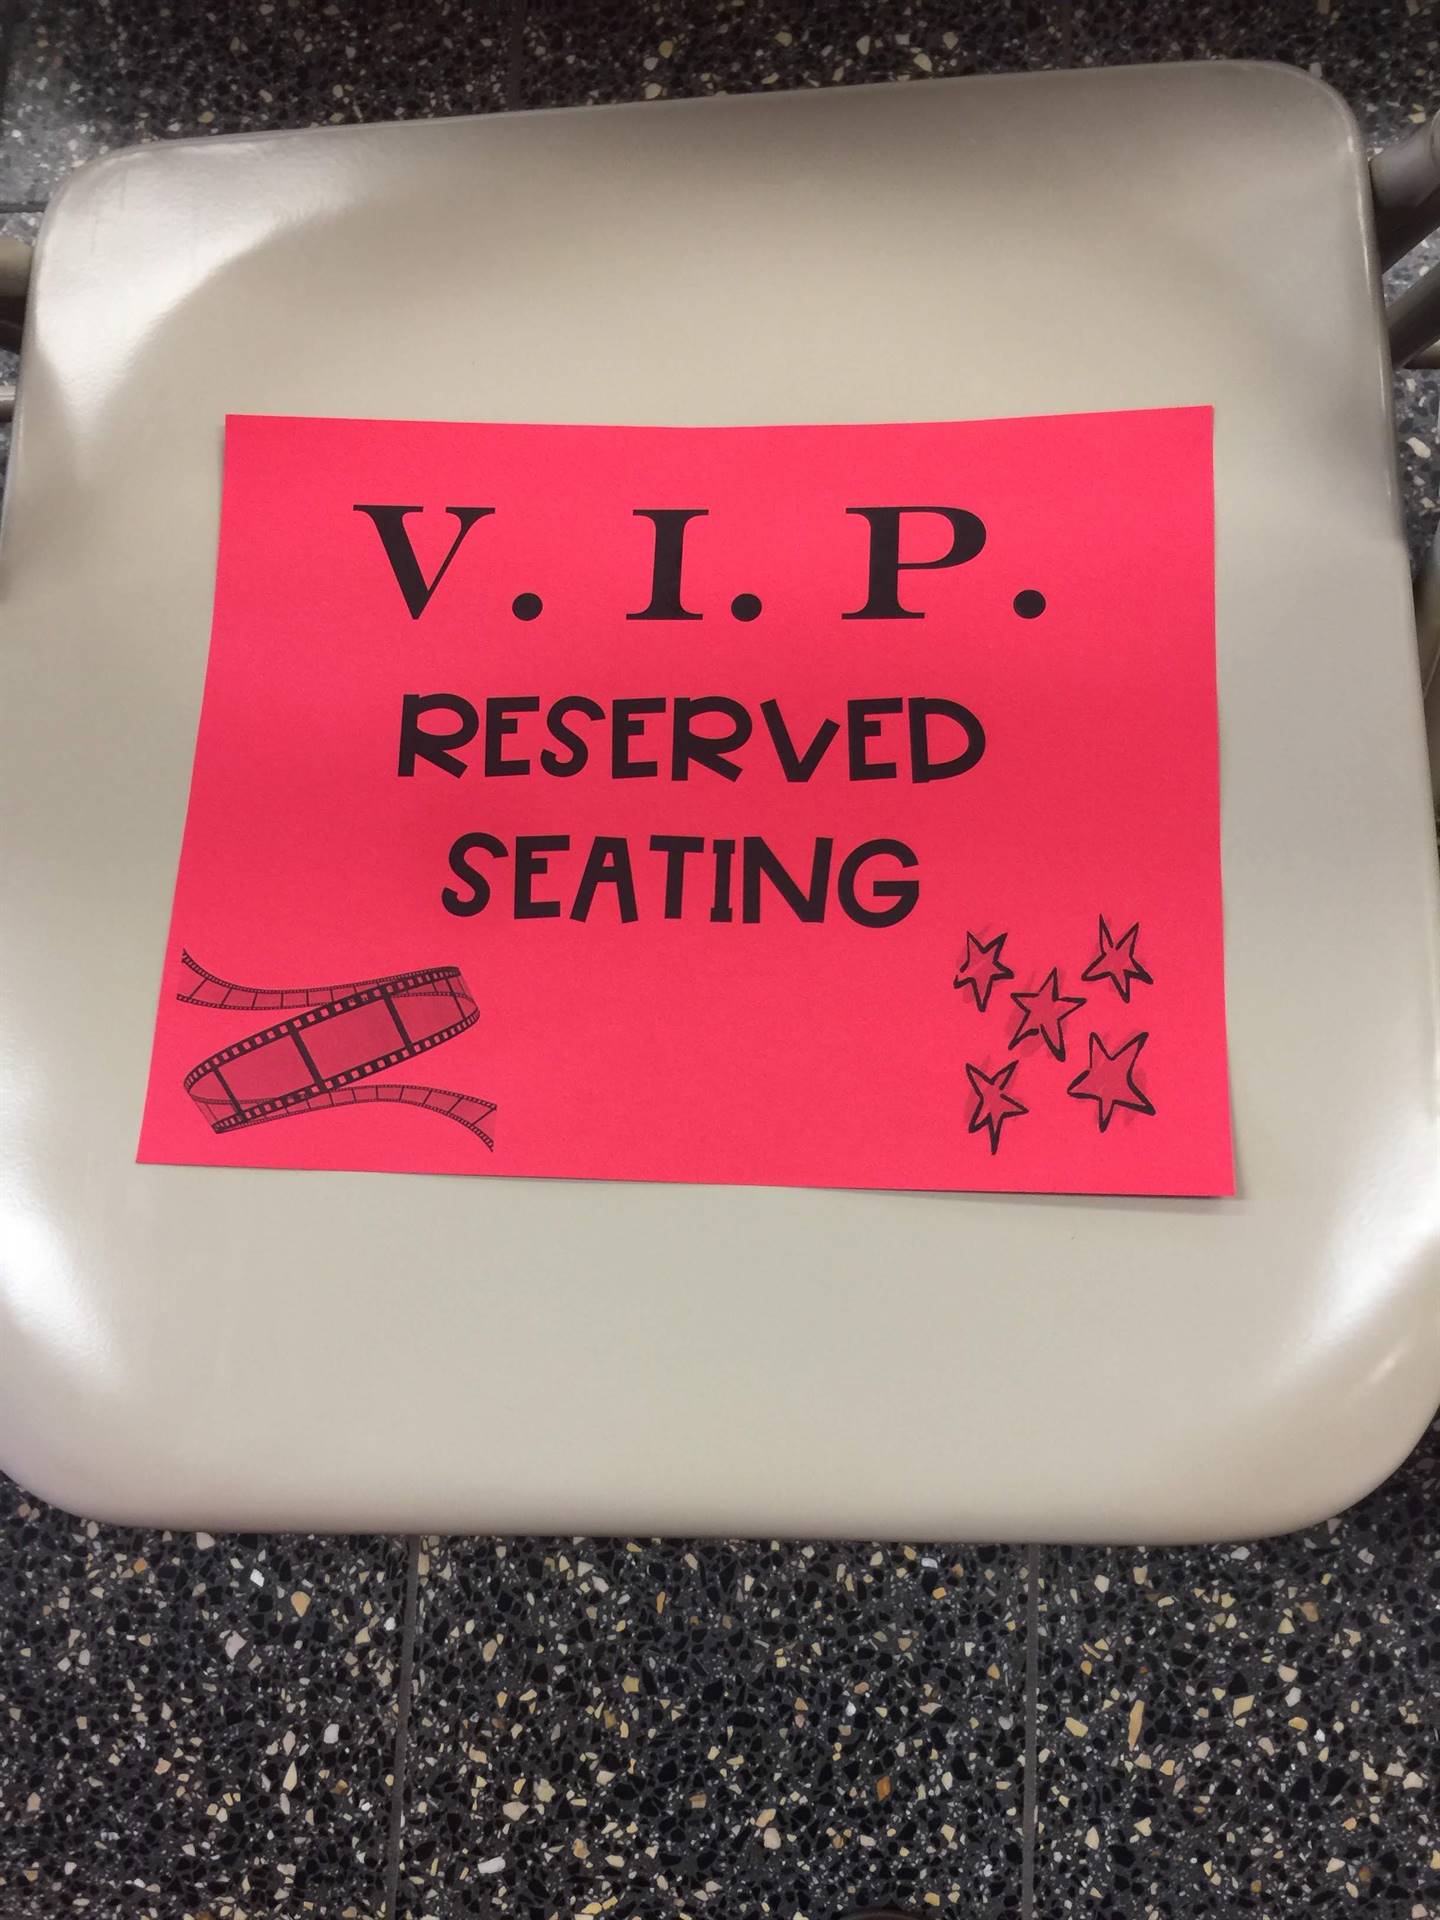 V. I. P.
RESERVED
SEATING